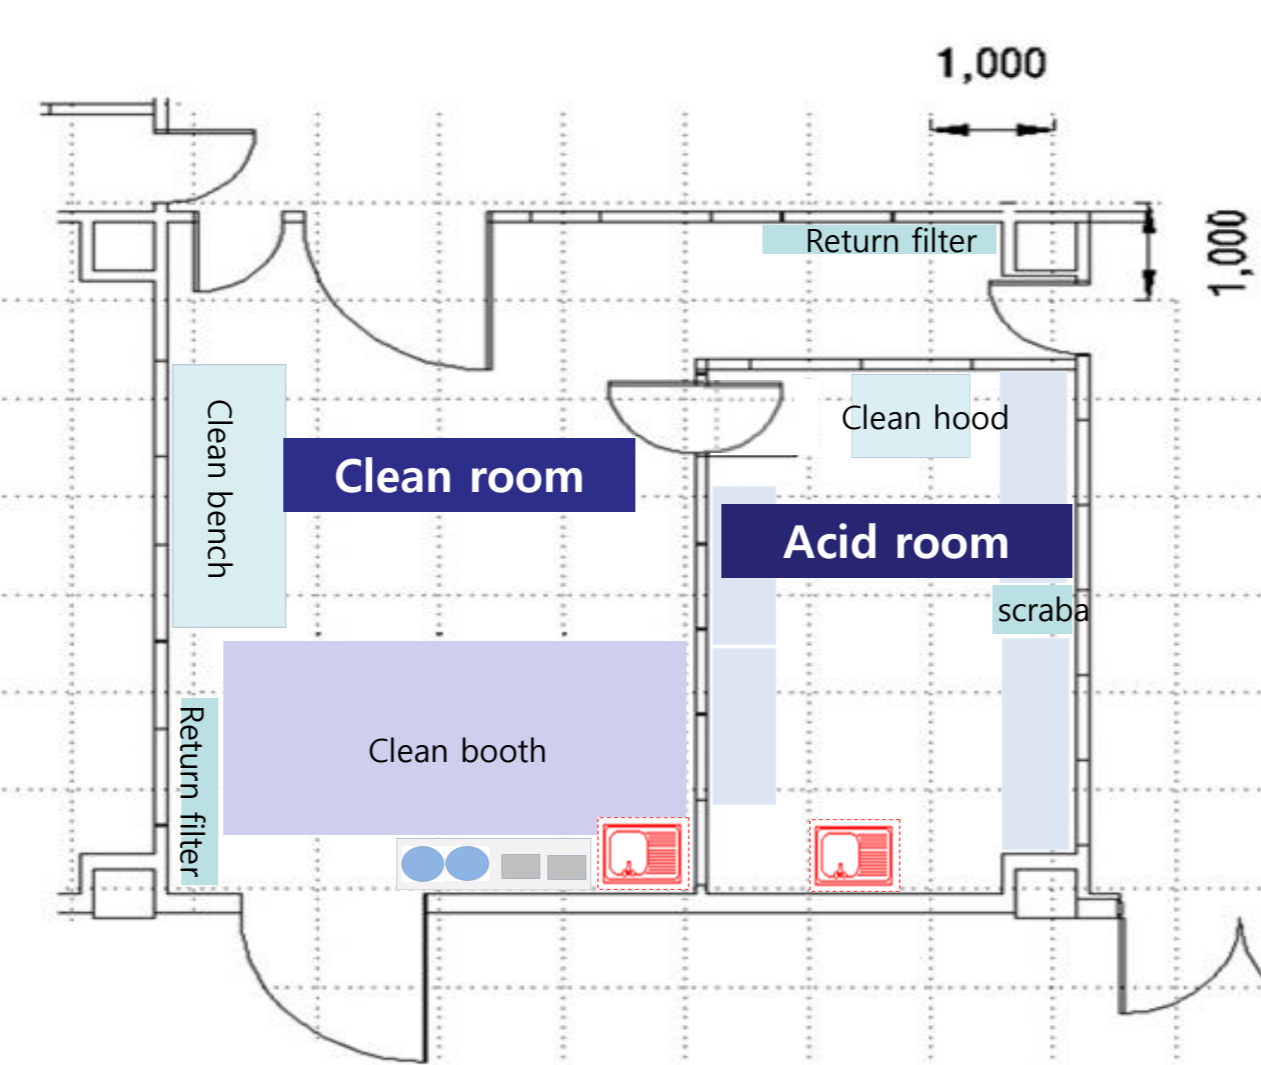 1,000
1,000
Return filter
Clean hood
Clean bench
Clean room
Acid room
scraba
Return filter
Clean booth